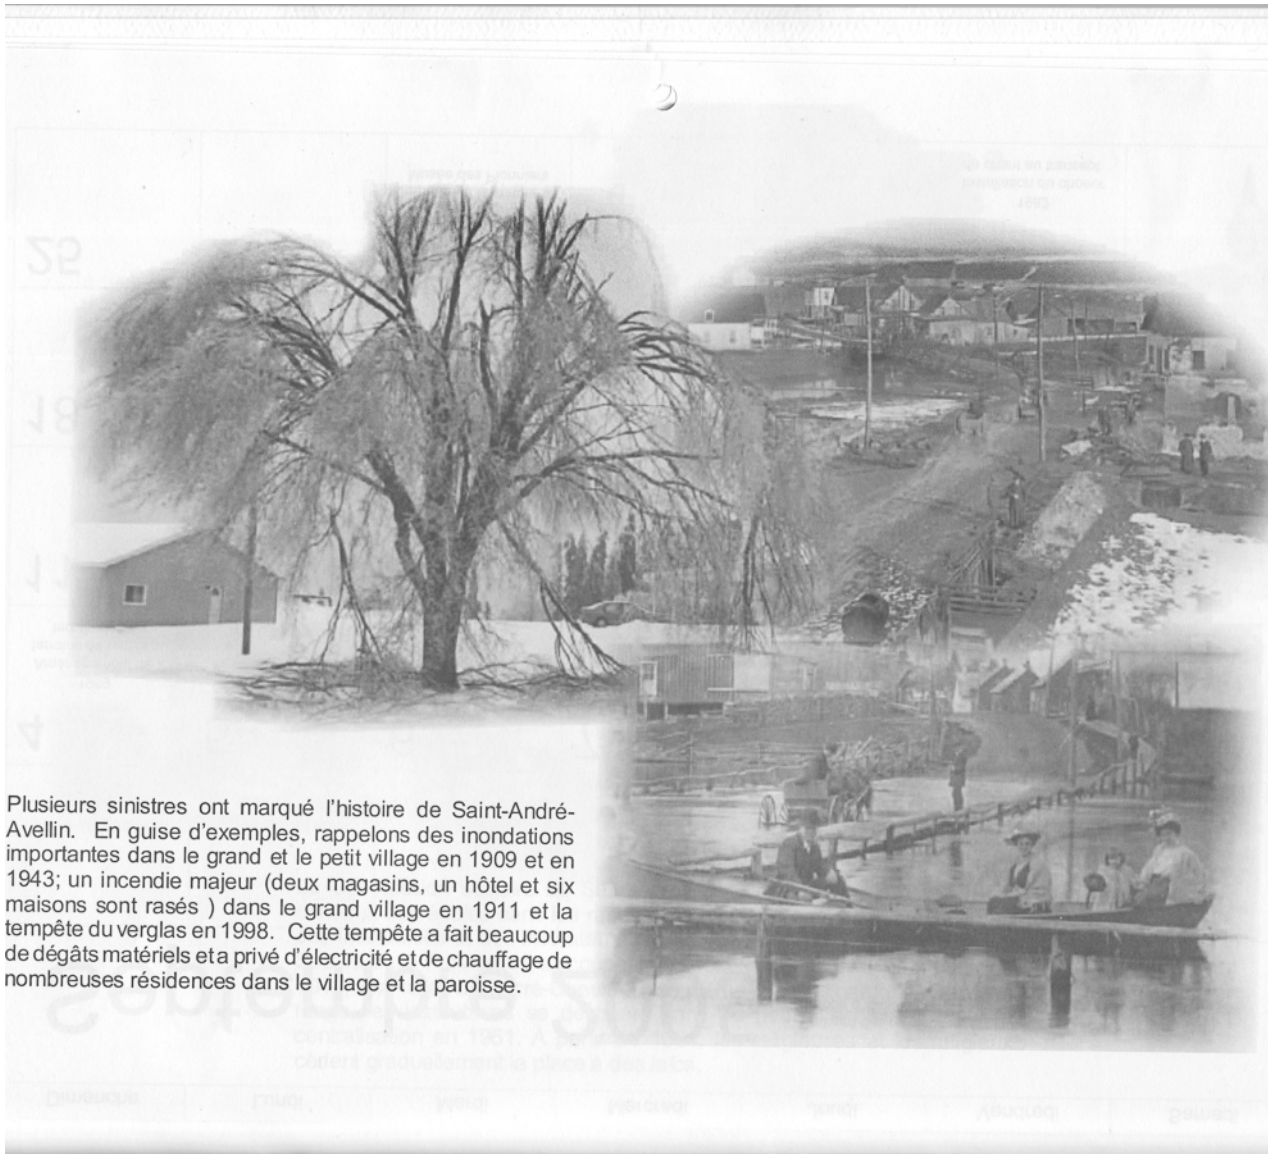 Plusieurs sinistres ont marqué l'histoire de Saint-André-
Avellin. En guise d'exemples, rappelons des inondations
importantes dans le grand et le petit village en 1909 et en
1943; un incendie majeur (deux magasins, un hôtel et six
maisons sont rasés ) dans le grand village en 1911 et la
tempête du verglas en 1998. Cette tempête a fait beaucoup
de dégâts matériels et a privé d'électricité et de chauffage de
nombreuses résidences dans le village et la paroisse.